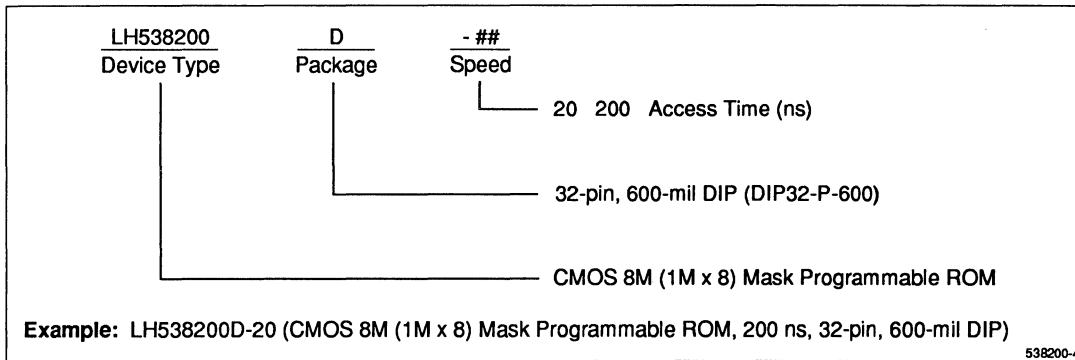 LH538200 D - ##
Device Type Package Speed
20 200 Access Time (ns)
32-pin, 600-mil DIP (DIP32-P-600)
CMOS 8M (1M x 8) Mask Programmable ROM
Example: LH538200D-20 (CMOS 8M (1M x 8) Mask Programmable ROM, 200 ns, 32-pin, 600-mil DIP)
538200-4